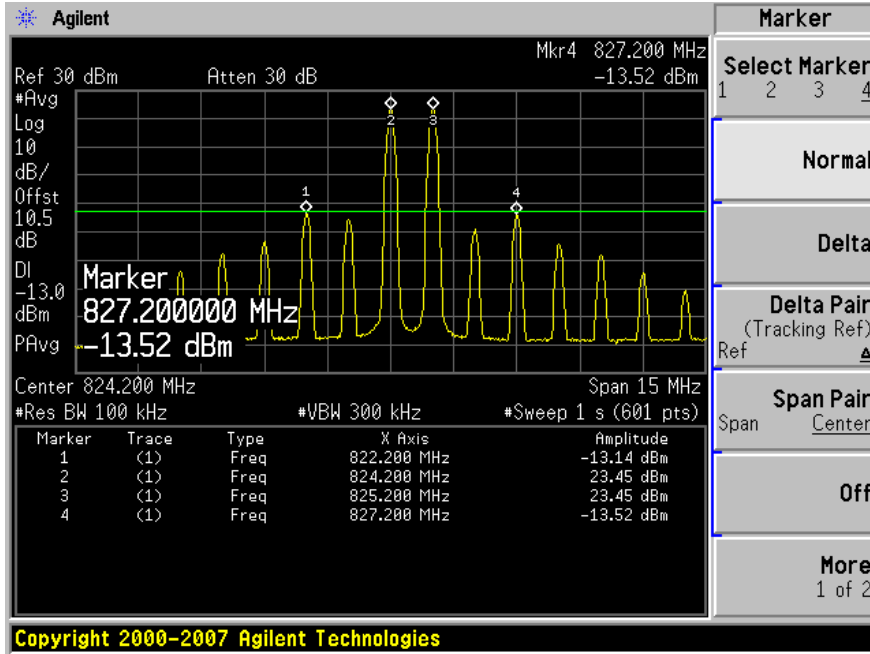 Agilent
Marker
Mkr4 827.200 MHz
Ref 30 dBm Atten 30 dB -13.52 dBm
#Avg
Log
10
dB/
Offst
10.5
dB
DI
-13.0
dBm
PAvg
1
2
3
4
Marker
827.200000 MHz
-13.52 dBm
Center 824.200 MHz Span 15 MHz
#Res BW 100 kHz #VBW 300 kHz #Sweep 1 s (601 pts)
Marker Trace Type X Axis Amplitude
1 (1) Freq 822.200 MHz -13.14 dBm
2 (1) Freq 824.200 MHz 23.45 dBm
3 (1) Freq 825.200 MHz 23.45 dBm
4 (1) Freq 827.200 MHz -13.52 dBm
Select Marker
1 2 3 4
Normal
Delta
Delta Pair
(Tracking Ref)
Ref Δ
Span Pair
Span Center
Off
More
1 of 2
Copyright 2000-2007 Agilent Technologies